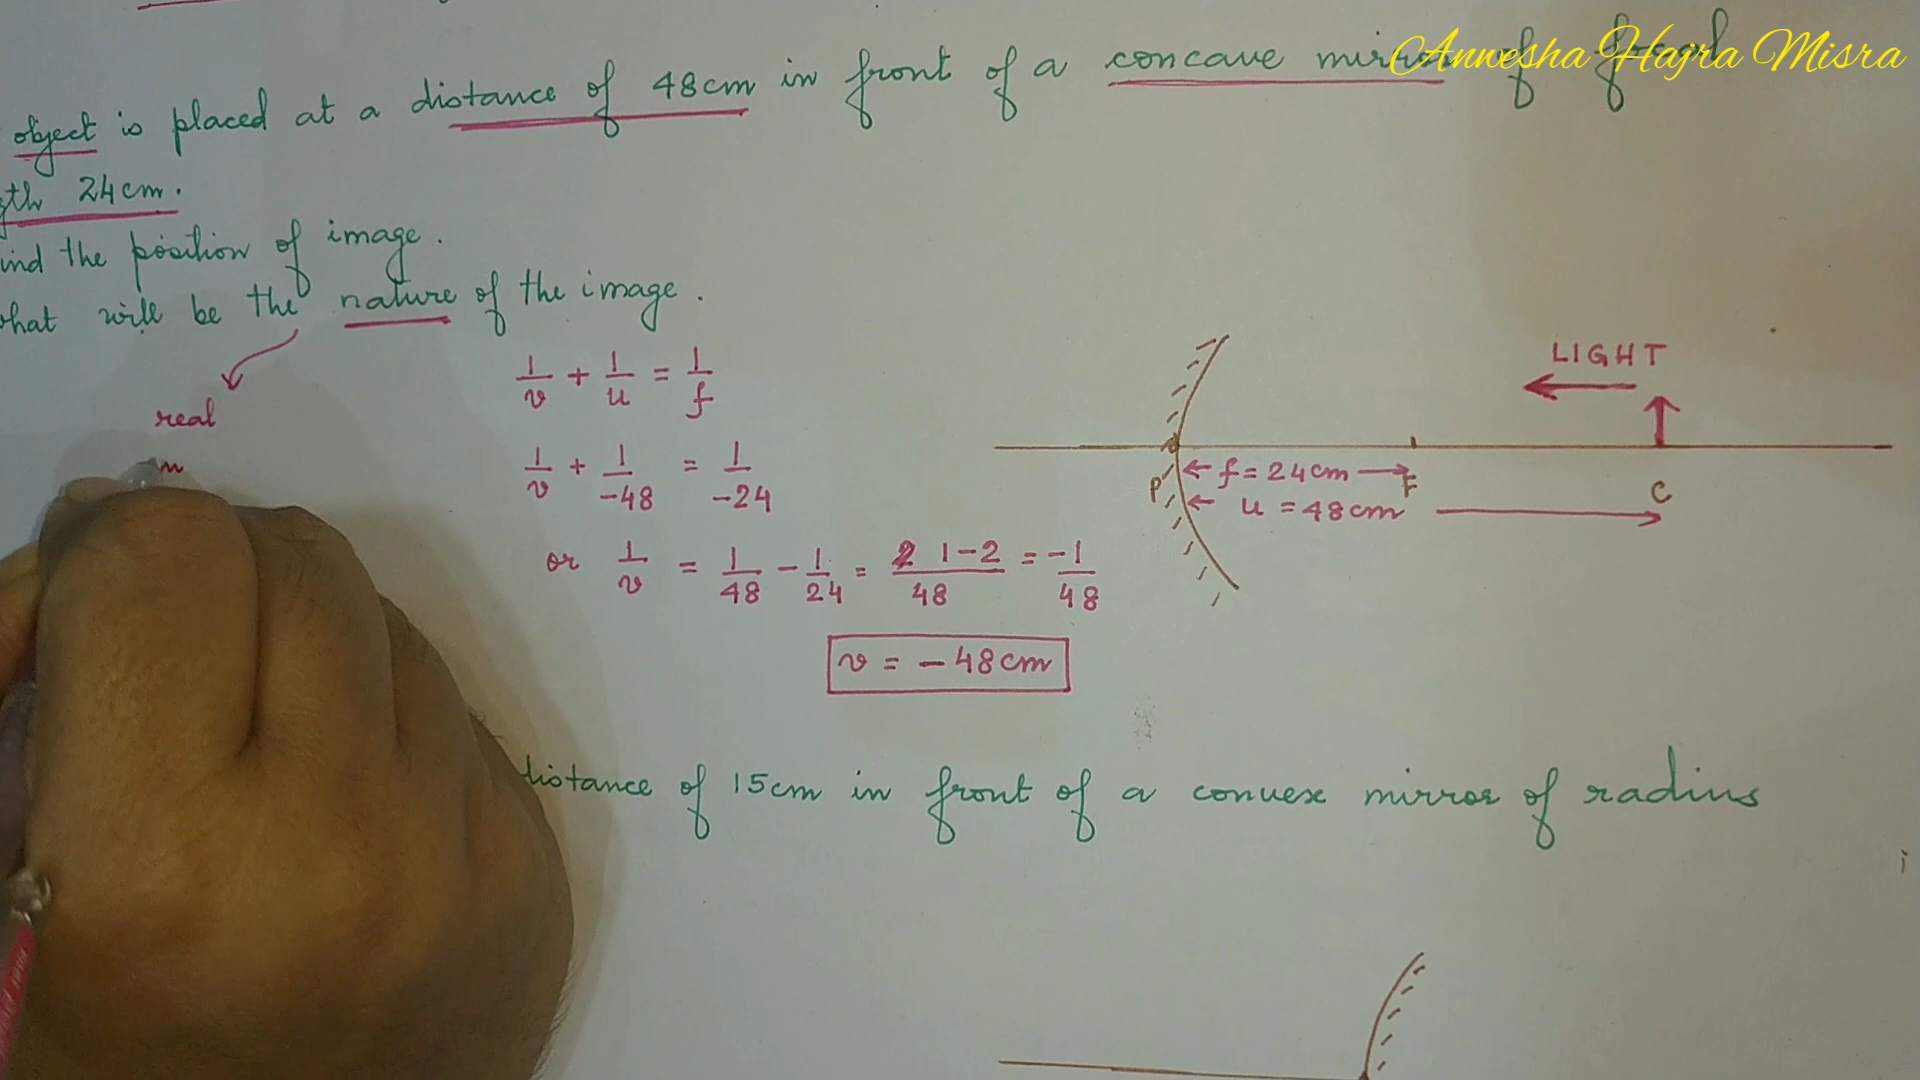 Anwesha Hajra Misra
object is placed at a distance of 48cm in front of a concave mirror of focal
gth 24cm.
ind the position of image.
what will be the nature of the image.
real
1/v + 1/u = 1/f
1/v + 1/-48 = 1/-24
or 1/v = 1/48 - 1/24 = 1-2/48 = -1/48
v = -48cm
LIGHT
P
← f = 24cm →
F
C
← u = 48cm →
distance of 15cm in front of a convex mirror of radius